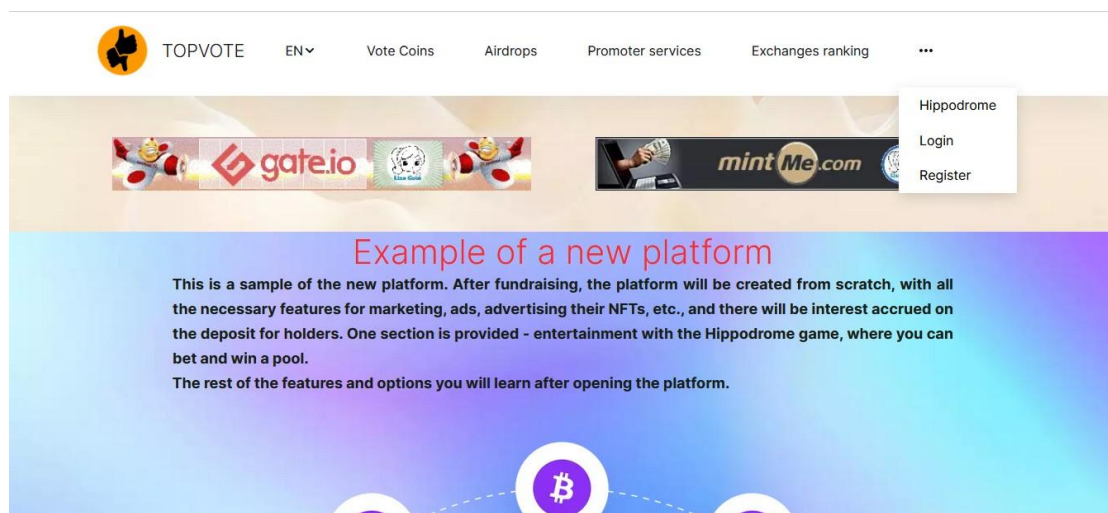 TOPVOTE EN Vote Coins Airdrops Promoter services Exchanges ranking •••
Hippodrome
Login
Register
gate.io
mintMe.com
Example of a new platform
This is a sample of the new platform. After fundraising, the platform will be created from scratch, with all
the necessary features for marketing, ads, advertising their NFTs, etc., and there will be interest accrued on
the deposit for holders. One section is provided - entertainment with the Hippodrome game, where you can
bet and win a pool.
The rest of the features and options you will learn after opening the platform.